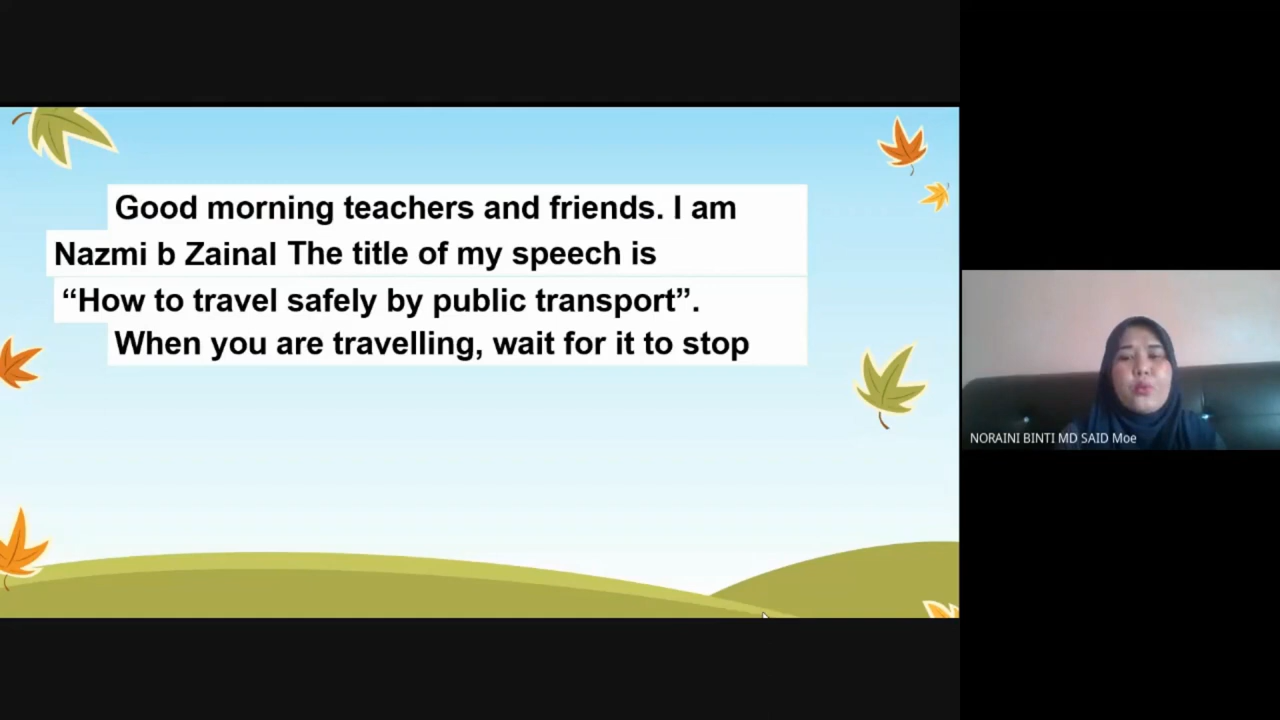 Good morning teachers and friends. I am
Nazmi b Zainal The title of my speech is
“How to travel safely by public transport”.
When you are travelling, wait for it to stop
NORAINI BINTI MD SAID Moe